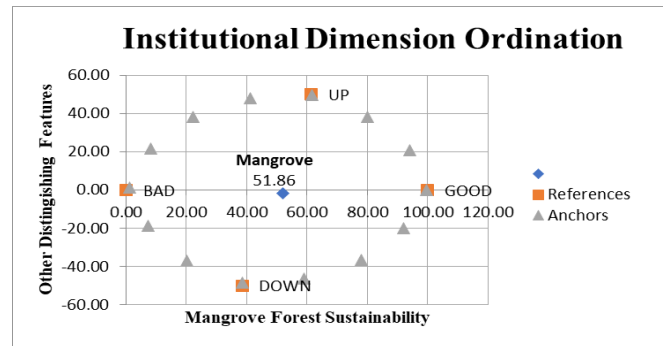 Institutional Dimension Ordination
Other Distingishing Features
60.00
40.00
20.00
0.00
-20.00
-40.00
-60.00
UP
Mangrove
51.86
BAD
GOOD
DOWN
0.00 20.00 40.00 60.00 80.00 100.00 120.00
Mangrove Forest Sustainability
References
Anchors